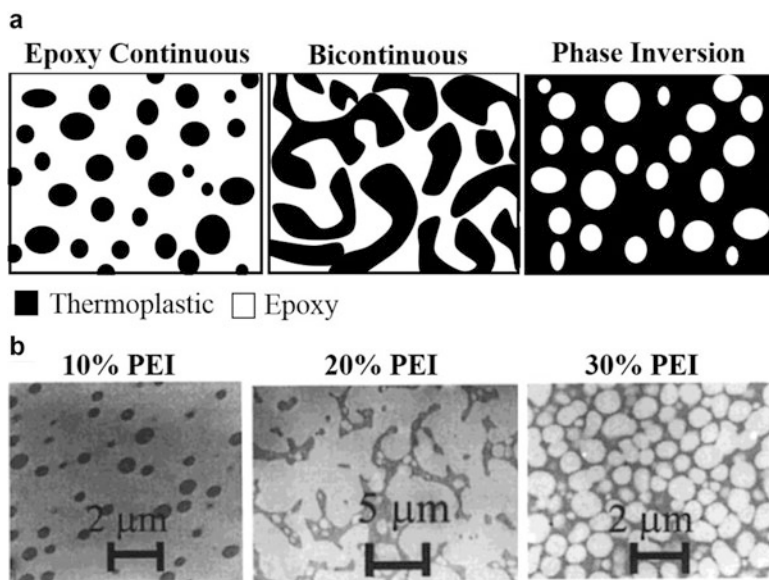 a
Epoxy Continuous Bicontinuous Phase Inversion
Thermoplastic Epoxy
b
10% PEI 20% PEI 30% PEI
2 μm 5 μm 2 μm